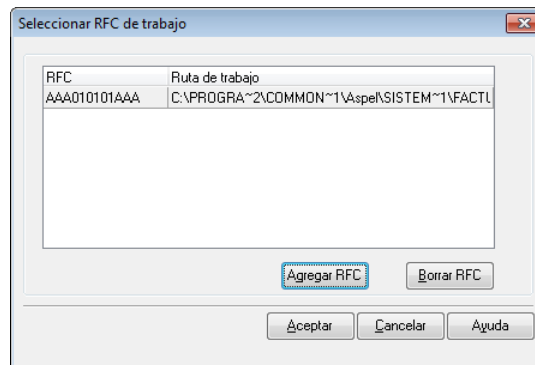 Seleccionar RFC de trabajo
RFC Ruta de trabajo
AAA010101AAA C:\PROGRA~2\COMMON~1\Aspel\SISTEM~1\FACTU
Agregar RFC Borrar RFC
Aceptar Cancelar Ayuda